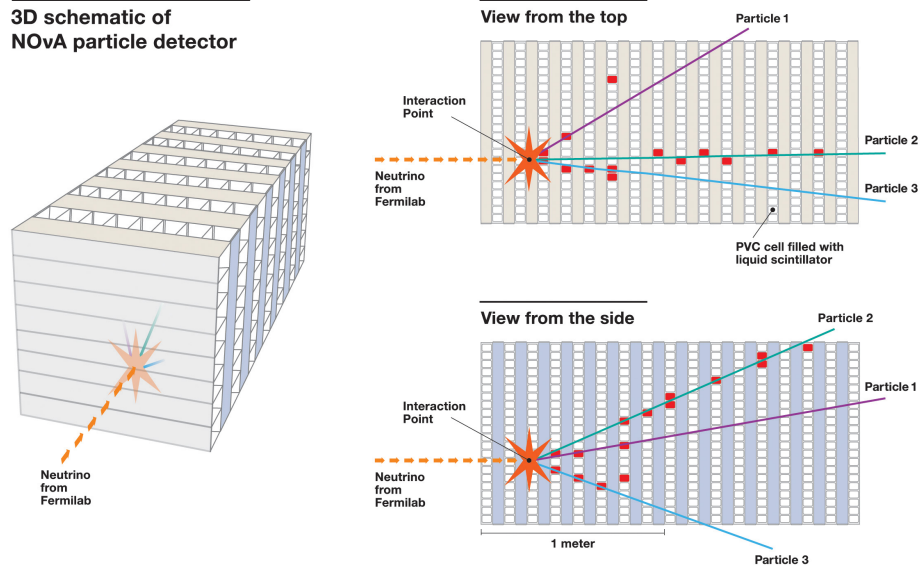 3D schematic of
NOvA particle detector
Neutrino
from
Fermilab
View from the top
Particle 1
Interaction
Point
Particle 2
Neutrino
from
Fermilab
Particle 3
PVC cell filled with
liquid scintillator
View from the side
Particle 2
Particle 1
Interaction
Point
Neutrino
from
Fermilab
1 meter
Particle 3